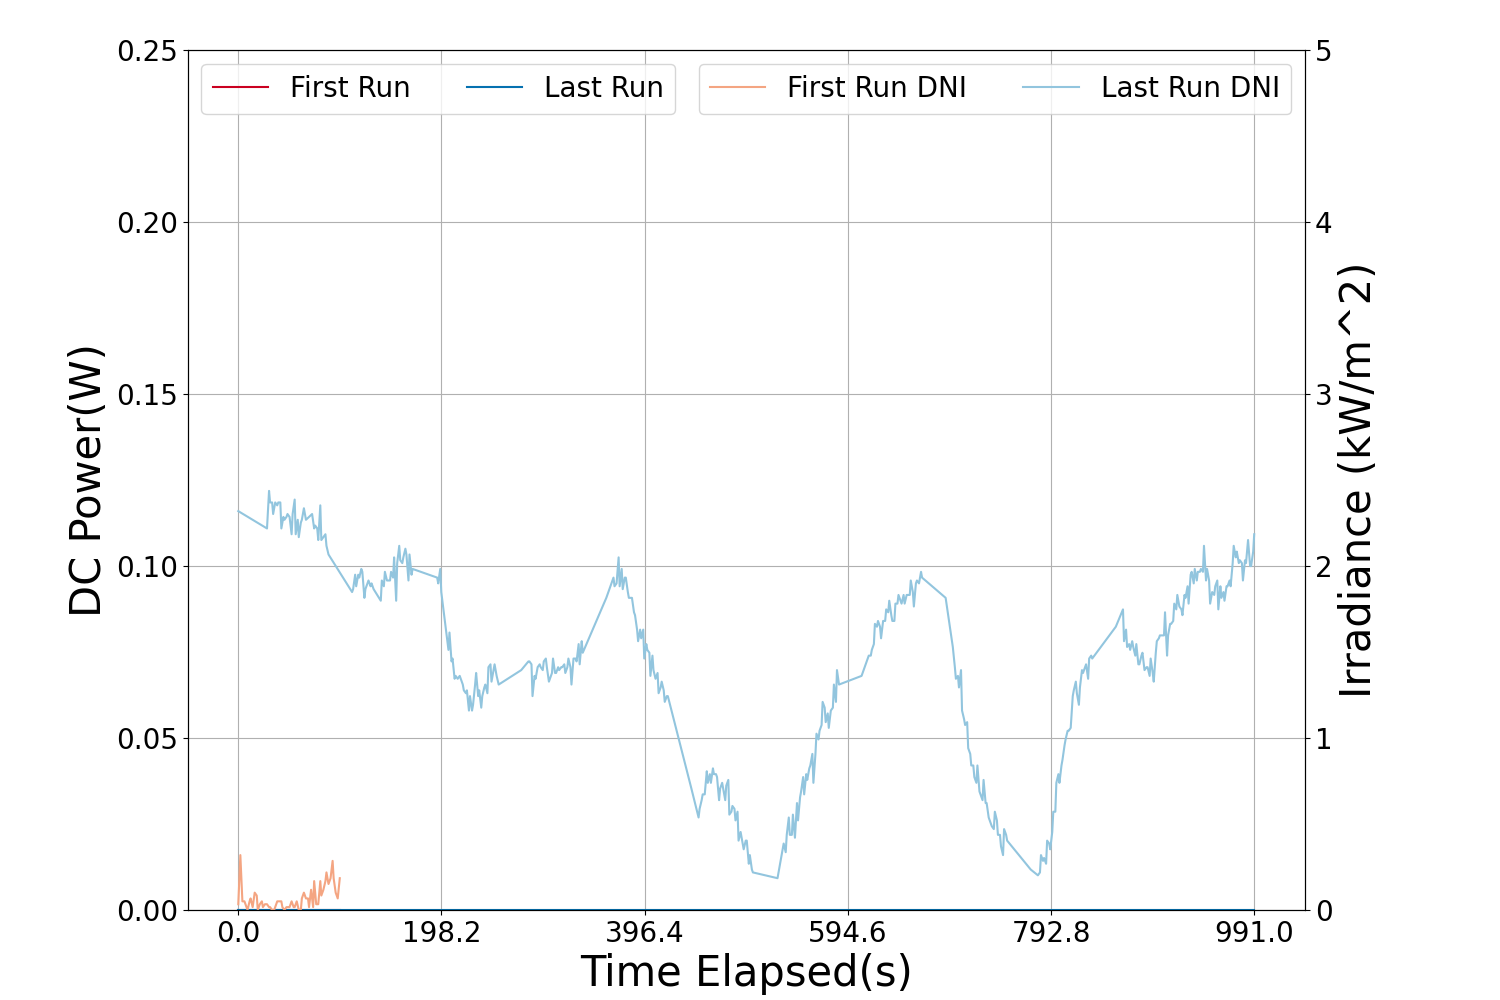 0.25
0.20
0.15
0.10
0.05
0.00
DC Power(W)
First Run
Last Run
First Run DNI
Last Run DNI
5
4
3
2
1
0
Irradiance (kW/m^2)
0.0
198.2
396.4
594.6
792.8
991.0
Time Elapsed(s)